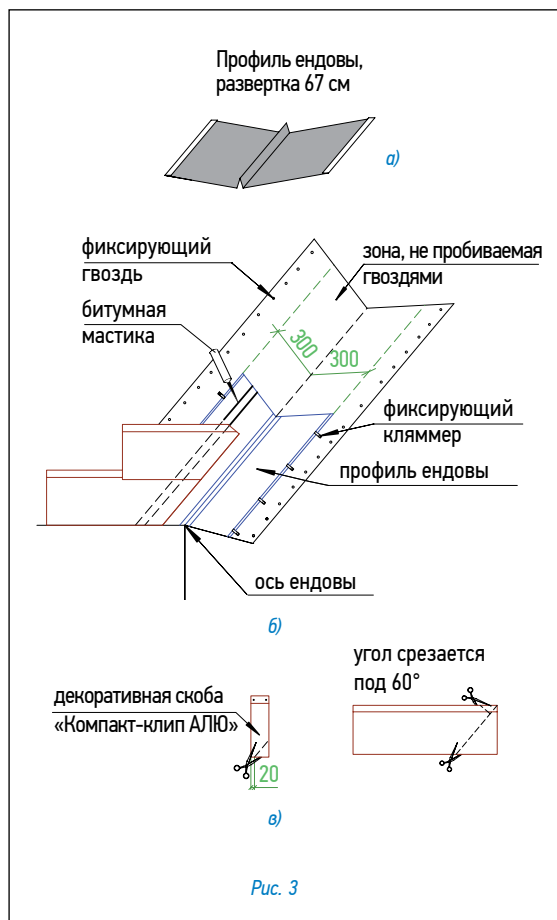 Профиль ендовы,
развертка 67 см
а)
фиксирующий
гвоздь
зона, не пробиваемая
гвоздями
битумная
мастика
300
300
фиксирующий
кляммер
профиль ендовы
ось ендовы
б)
декоративная скоба
«Компакт-клип АЛЮ»
20
угол срезается
под 60°
в)
Рис. 3